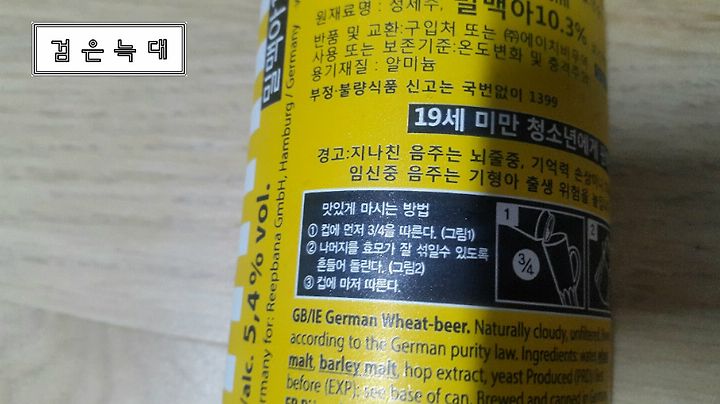 검은늑대
원재료명 : 정제수,
밀맥아10.3%
반품 및 교환:구입처 또는 ㈜에이치비
사용 또는 보존기준:온도변화 및 충격주의
용기재질 : 알미늄
부정·불량식품 신고는 국번없이 1399
19세 미만 청소년에게
경고:지나친 음주는 뇌졸중, 기억력 손상이나
임신중 음주는 기형아 출생 위험을
맛있게 마시는 방법
① 컵에 먼저 3/4을 따른다. (그림1)
② 나머지를 효모가 잘 섞일수 있도록
흔들어 돌린다. (그림2)
③ 컵에 마저 따른다.
1
3/4
2
GB/IE German Wheat-beer. Naturally cloudy, unfiltered,
according to the German purity law. Ingredients: water, wheat
malt, barley malt, hop extract, yeast Produced (PRO)
before (EXP): see base of can. Brewed and canned in
밀맥아
/alc. 5,4% vol.
ermany for: Reepbana GmbH, Hamburg / Germany